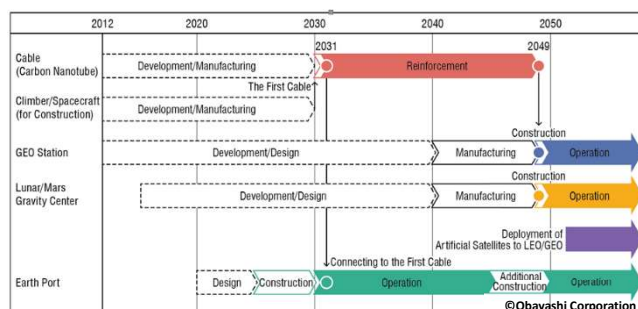 2012 2020 2030 2040 2050
2031 2049
Cable
(Carbon Nanotube)
Development/Manufacturing
Reinforcement
The First Cable
Climber/Spacecraft
(for Construction)
Development/Manufacturing
Construction
GEO Station
Development/Design
Manufacturing
Operation
Construction
Lunar/Mars
Gravity Center
Development/Design
Manufacturing
Operation
Deployment of
Artificial Satellites to LEO/GEO
Connecting to the First Cable
Earth Port
Design
Construction
Operation
Additional
Construction
Operation
©Obayashi Corporation